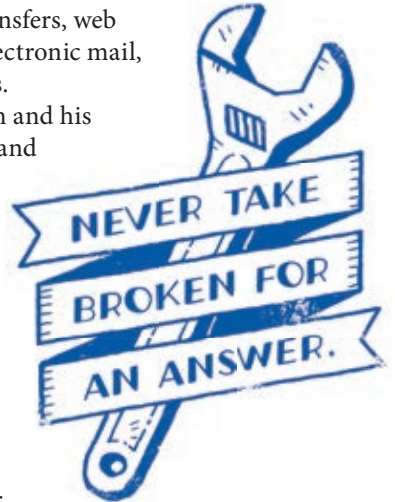 nsfers, web
ectronic mail,
s.
n and his
and
NEVER TAKE
BROKEN FOR
AN ANSWER.
.